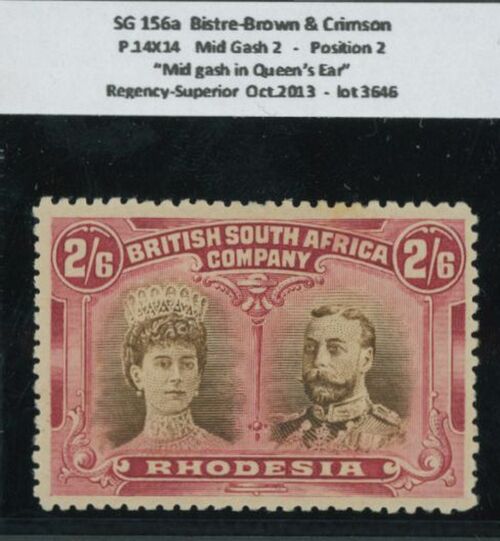 SG 156a Bistre-Brown & Crimson
P.14X14 Mid Gash 2 - Position 2
"Mid gash in Queen's Ear"
Regency-Superior Oct.2013 - lot 3646
2/6 BRITISH SOUTH AFRICA 2/6
COMPANY
RHODESIA